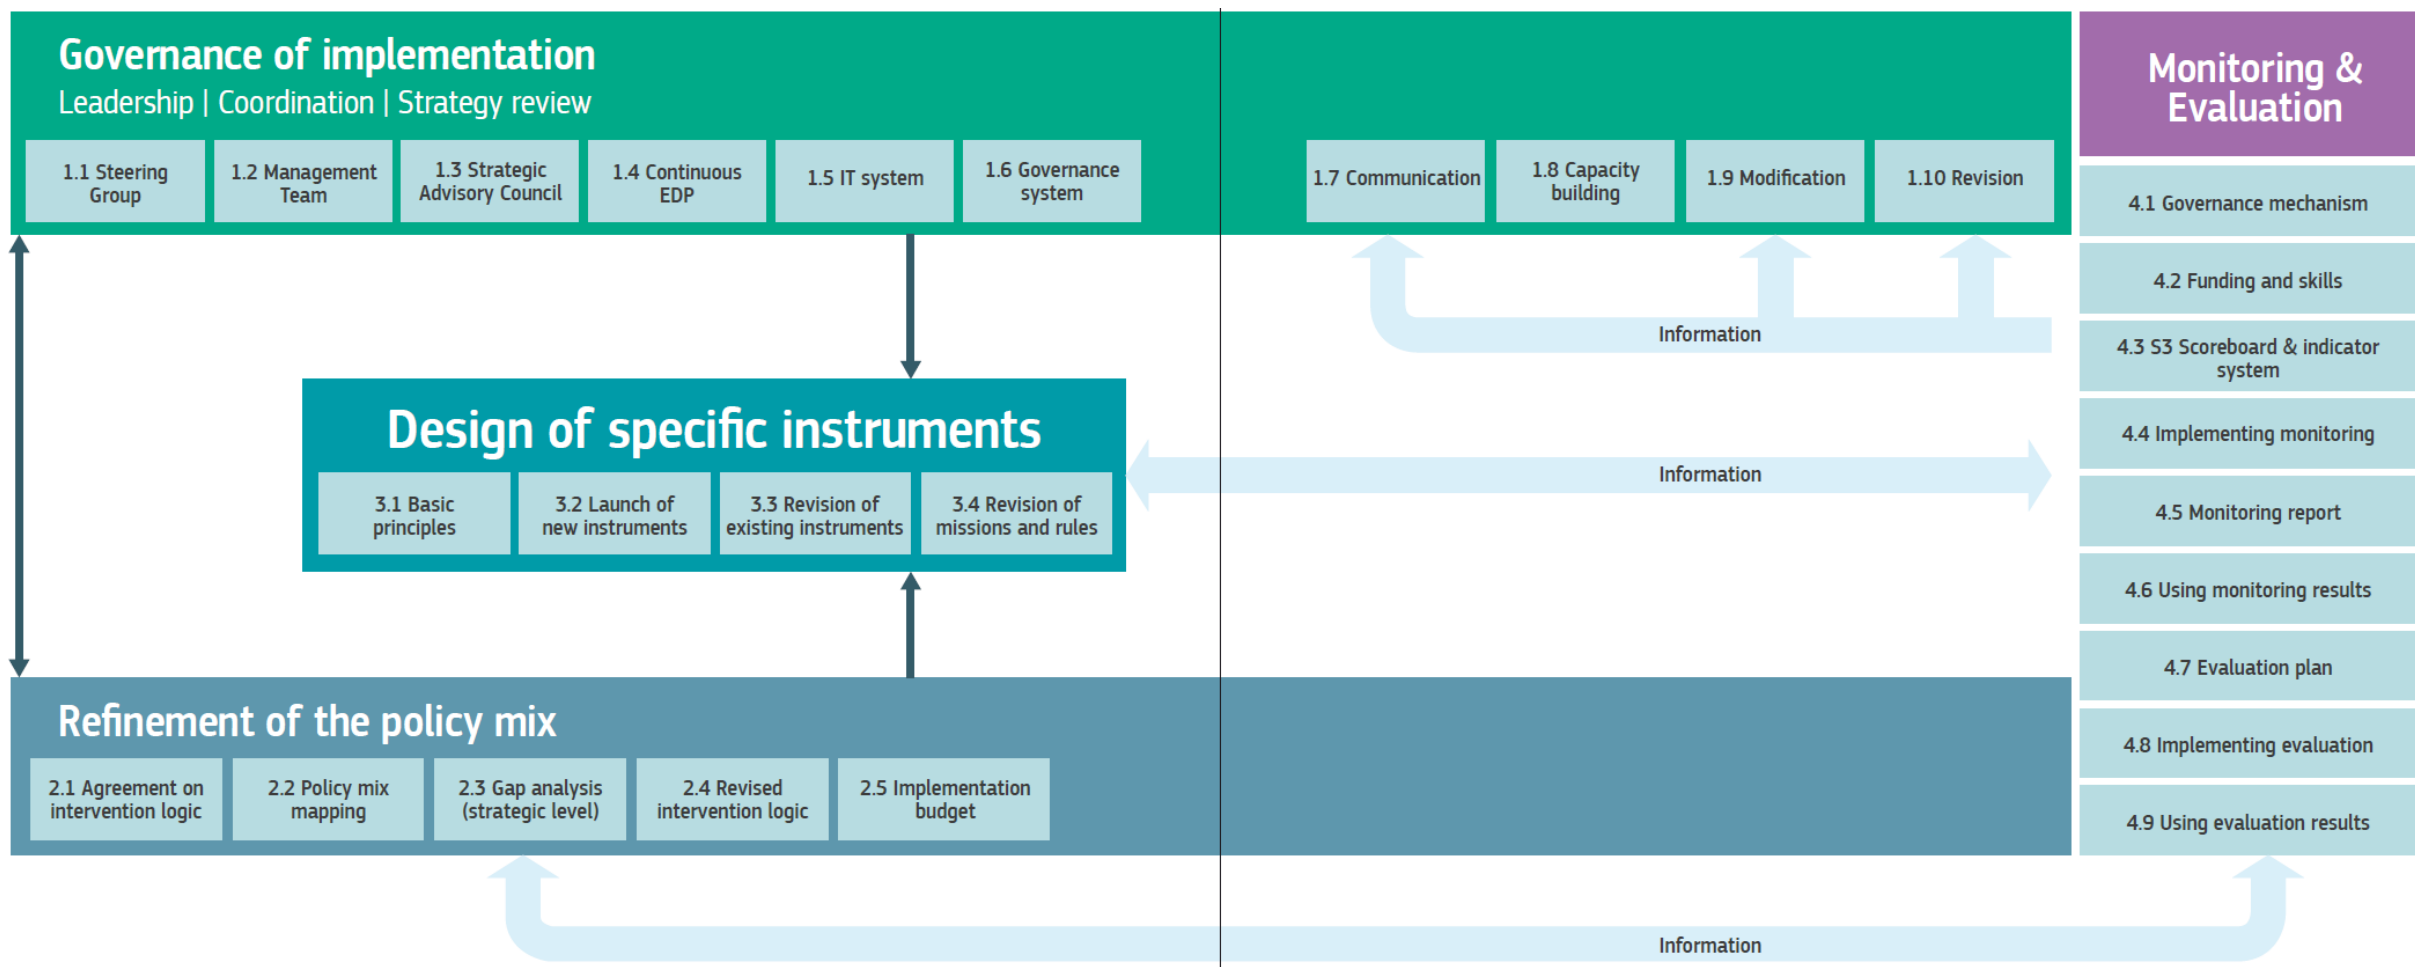 Governance of implementation
Leadership | Coordination | Strategy review
1.1 Steering
Group
1.2 Management
Team
1.3 Strategic
Advisory Council
1.4 Continuous
EDP
1.5 IT system
1.6 Governance
system
1.7 Communication
1.8 Capacity
building
1.9 Modification
1.10 Revision
Information
Design of specific instruments
3.1 Basic
principles
3.2 Launch of
new instruments
3.3 Revision of
existing instruments
3.4 Revision of
missions and rules
Information
Refinement of the policy mix
2.1 Agreement on
intervention logic
2.2 Policy mix
mapping
2.3 Gap analysis
(strategic level)
2.4 Revised
intervention logic
2.5 Implementation
budget
Information
Monitoring &
Evaluation
4.1 Governance mechanism
4.2 Funding and skills
4.3 S3 Scoreboard & indicator
system
4.4 Implementing monitoring
4.5 Monitoring report
4.6 Using monitoring results
4.7 Evaluation plan
4.8 Implementing evaluation
4.9 Using evaluation results